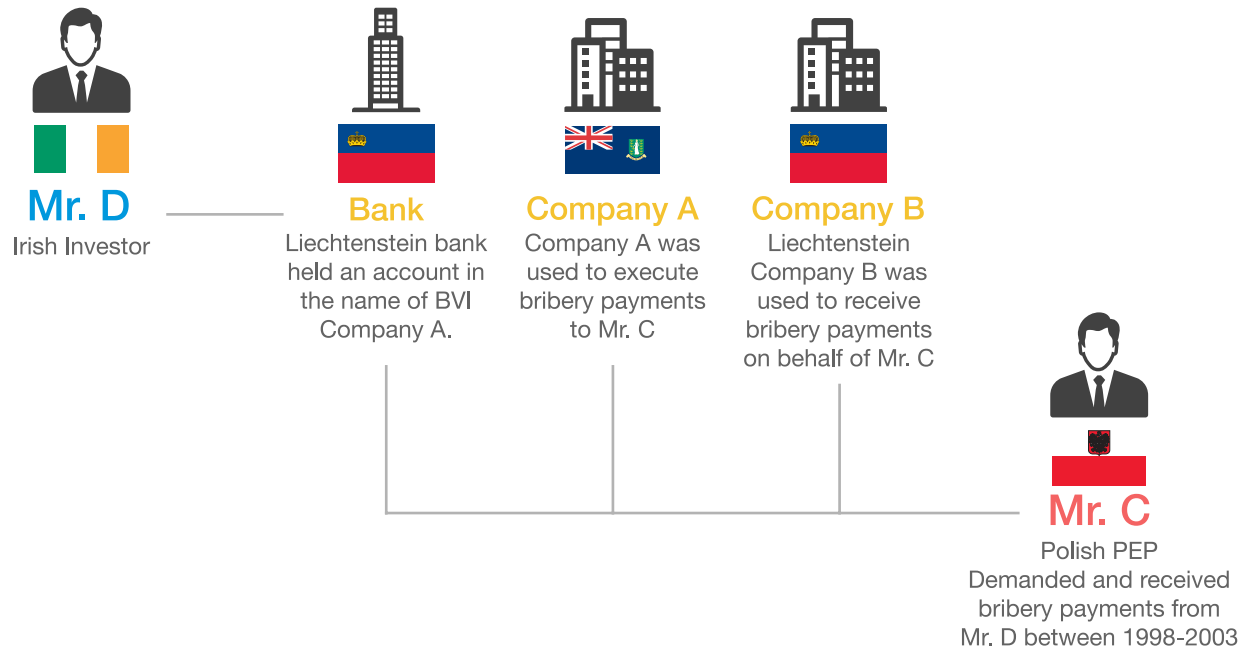 Mr. D
Irish Investor
Bank
Liechtenstein bank
held an account in
the name of BVI
Company A.
Company A
Company A was
used to execute
bribery payments
to Mr. C
Company B
Liechtenstein
Company B was
used to receive
bribery payments
on behalf of Mr. C
Mr. C
Polish PEP
Demanded and received
bribery payments from
Mr. D between 1998-2003